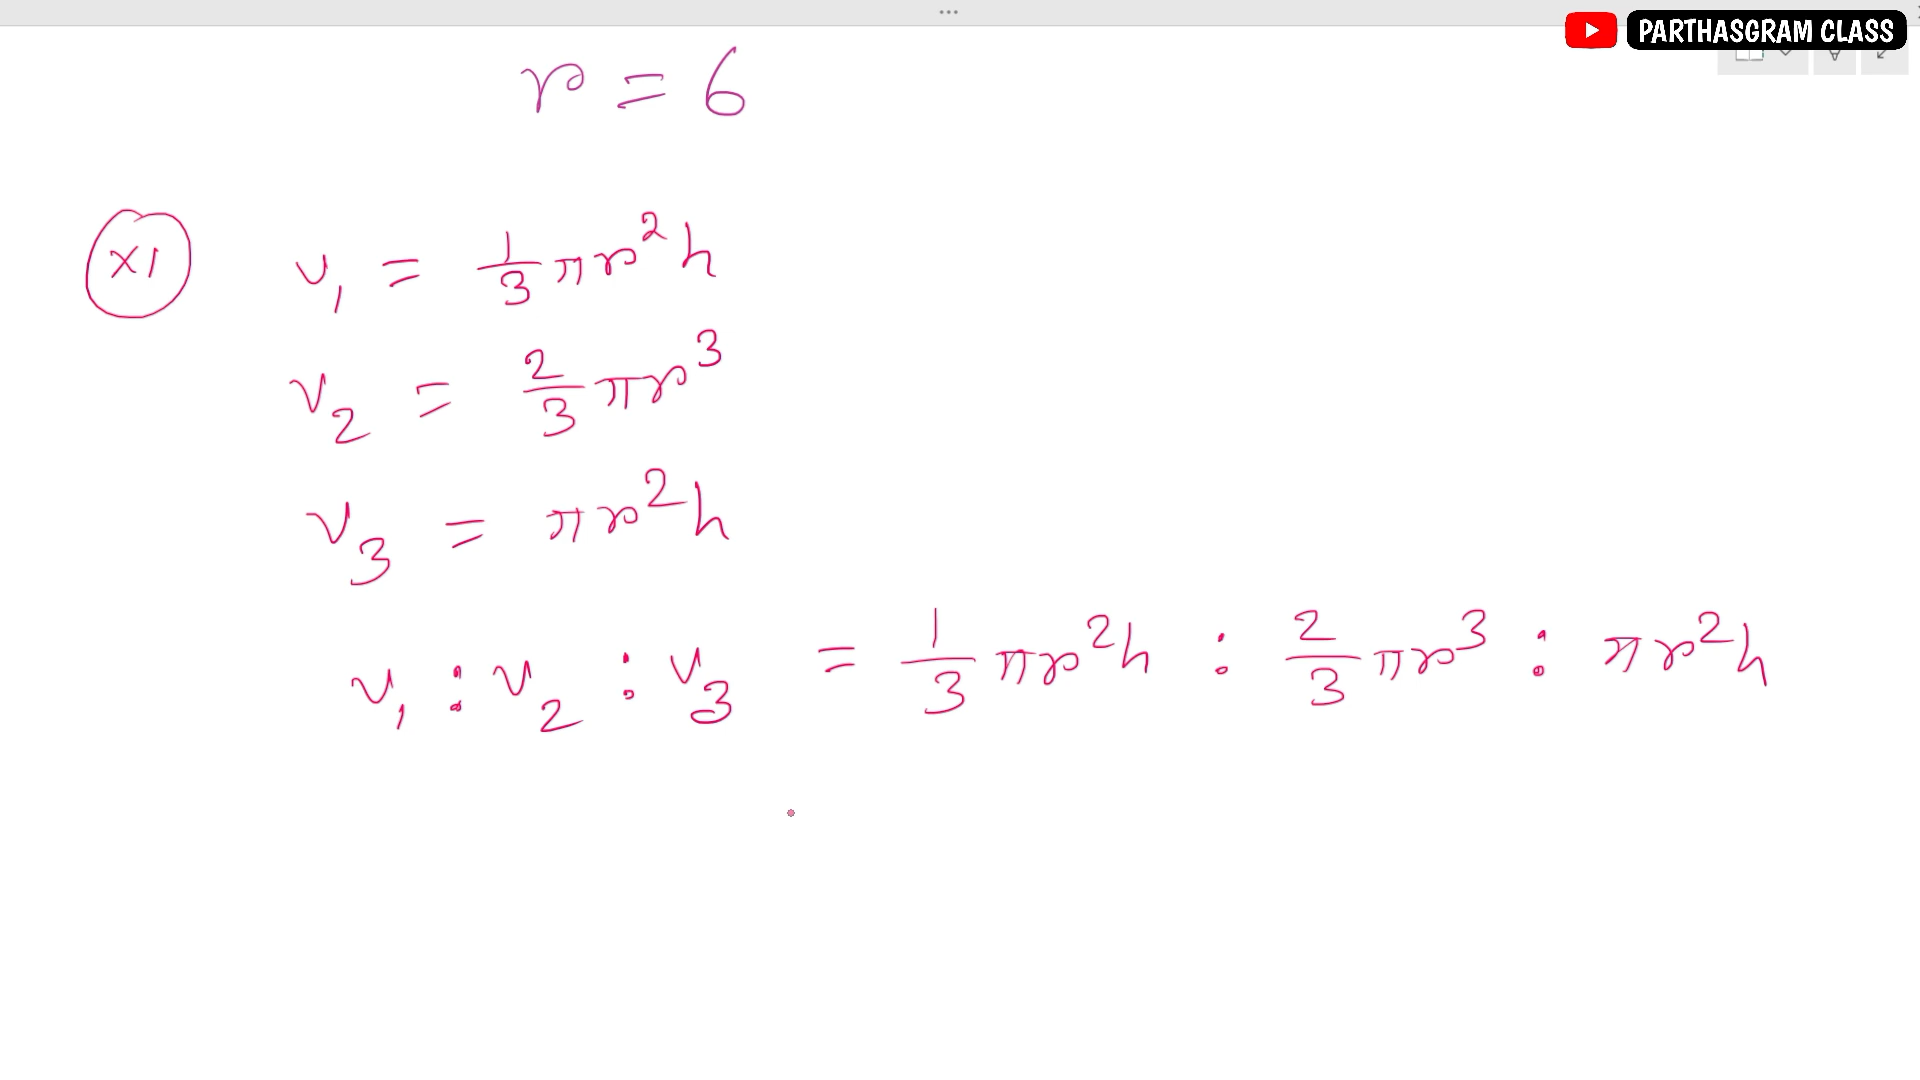 PARTHASGRAM CLASS
r = 6
XI v₁ = 1/3 πr²h
v₂ = 2/3 πr³
v₃ = πr²h
v₁ : v₂ : v₃ = 1/3 πr²h : 2/3 πr³ : πr²h